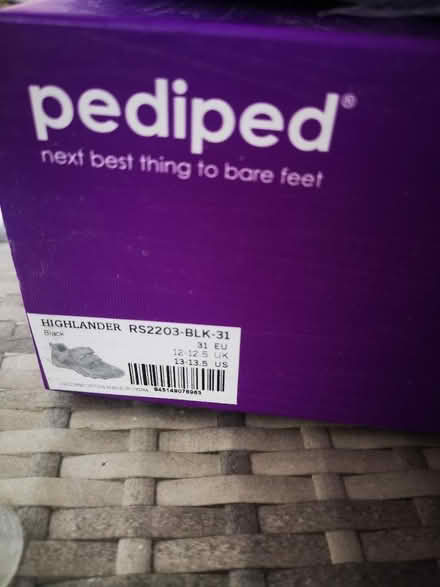 pediped®
next best thing to bare feet
HIGHLANDER RS2203-BLK-31
Black
31 EU
12-12.5 UK
13-13.5 US